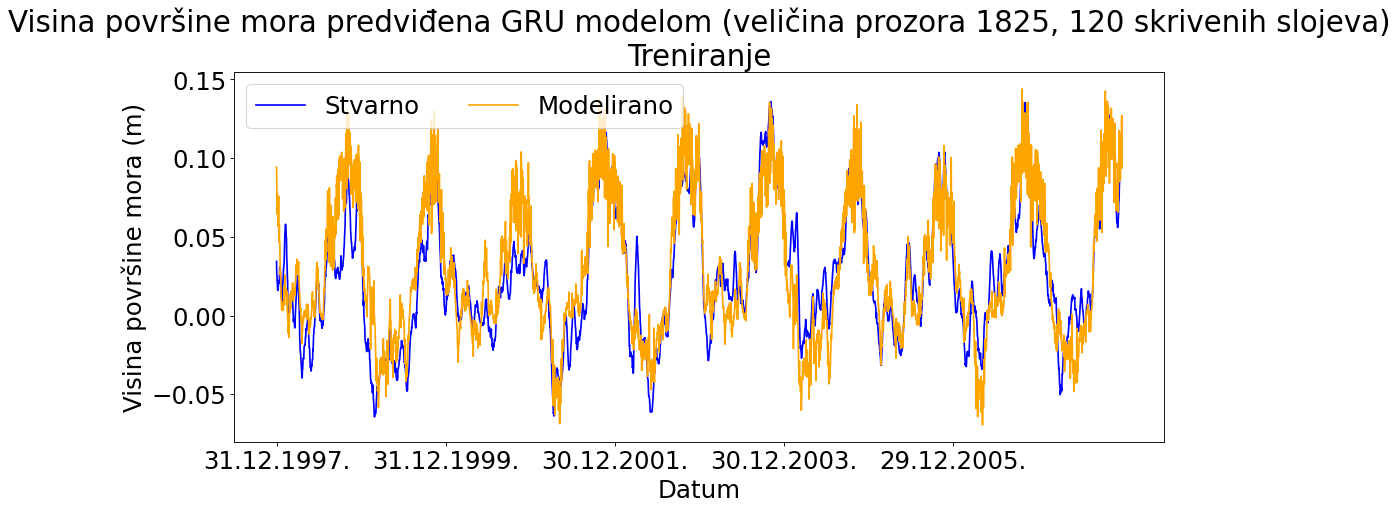 Visina površine mora predviđena GRU modelom (veličina prozora 1825, 120 skrivenih slojeva)
Treniranje
Stvarno Modelirano
Visina površine mora (m)
0.15
0.10
0.05
0.00
−0.05
31.12.1997. 31.12.1999. 30.12.2001. 30.12.2003. 29.12.2005.
Datum